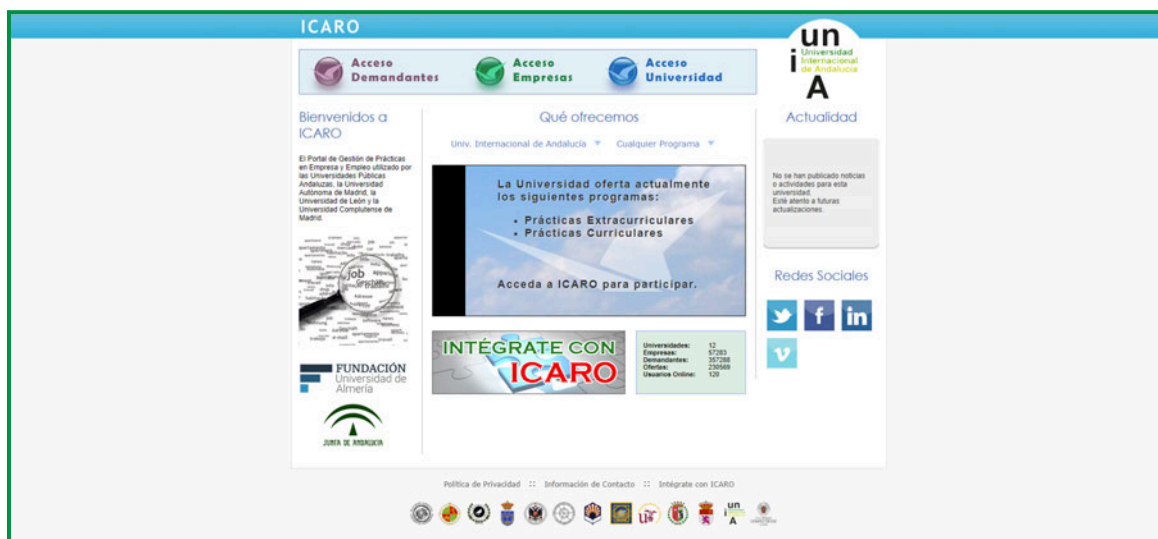 ICARO
un
i Universidad
Internacional
de Andalucía
A
Acceso
Demandantes
Acceso
Empresas
Acceso
Universidad
Bienvenidos a
ICARO
El Portal de Gestión de Prácticas
en Empresa y Empleo utilizado por
las Universidades Públicas
Andaluzas, la Universidad
Autónoma de Madrid, la
Universidad de León y la
Universidad Complutense de
Madrid.
job
FUNDACIÓN
Universidad de
Almería
JUNTA DE ANDALUCIA
Qué ofrecemos
Univ. Internacional de Andalucía
Cualquier Programa
La Universidad oferta actualmente
los siguientes programas:
• Prácticas Extracurriculares
• Prácticas Curriculares
Acceda a ICARO para participar.
INTÉGRATE CON
ICARO
Universidades: 12
Empresas: 57283
Demandantes: 357288
Ofertas: 230569
Usuarios Online: 120
Actualidad
No se han publicado noticias
o actividades para esta
universidad.
Esté atento a futuras
actualizaciones.
Redes Sociales
Política de Privacidad :: Información de Contacto :: Intégrate con ICARO
un
i
A